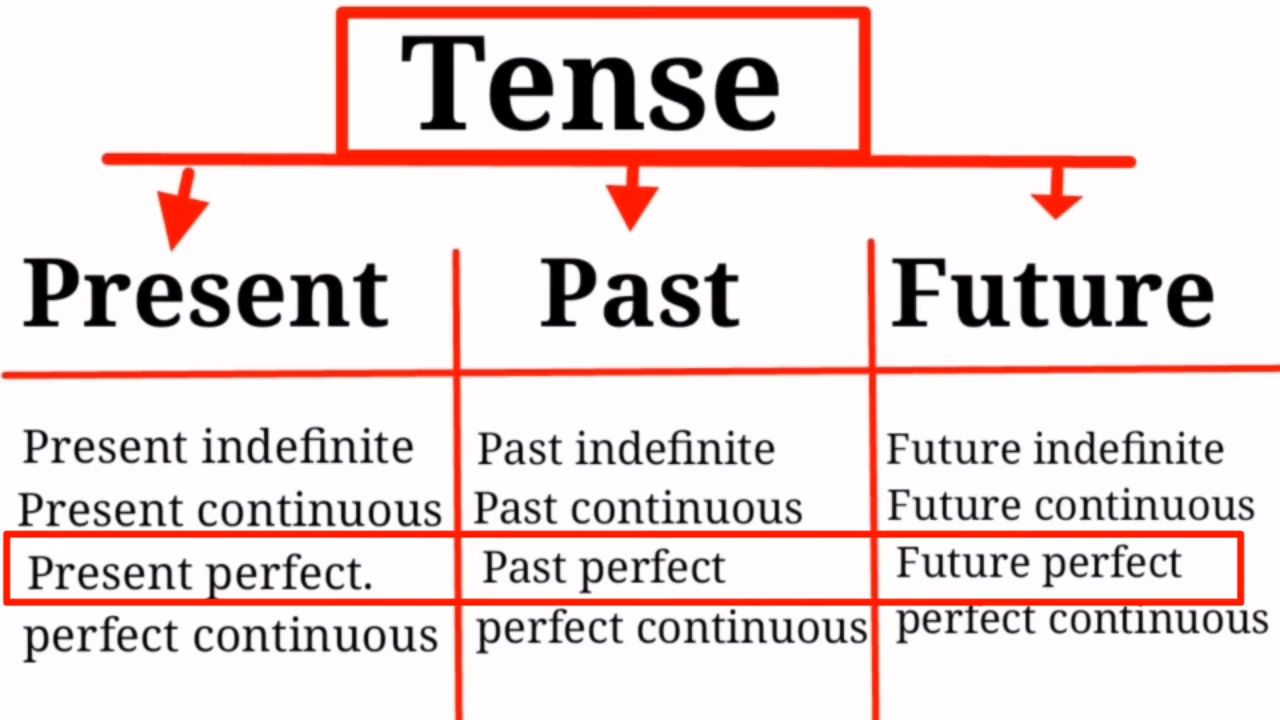 Tense
Present Past Future
Present indefinite Past indefinite Future indefinite
Present continuous Past continuous Future continuous
Present perfect. Past perfect Future perfect
perfect continuous perfect continuous perfect continuous